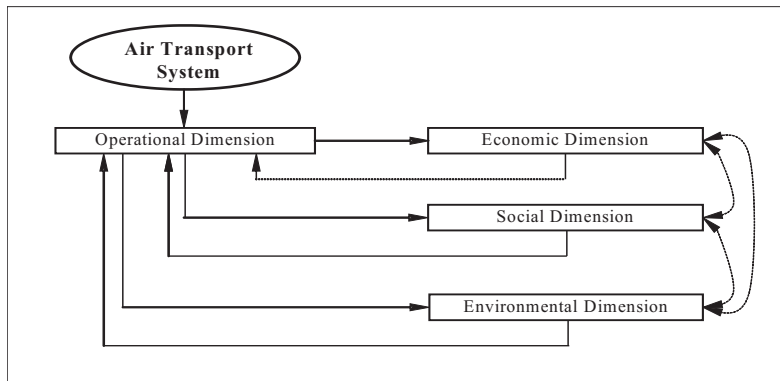 Air Transport
System
Operational Dimension
Economic Dimension
Social Dimension
Environmental Dimension